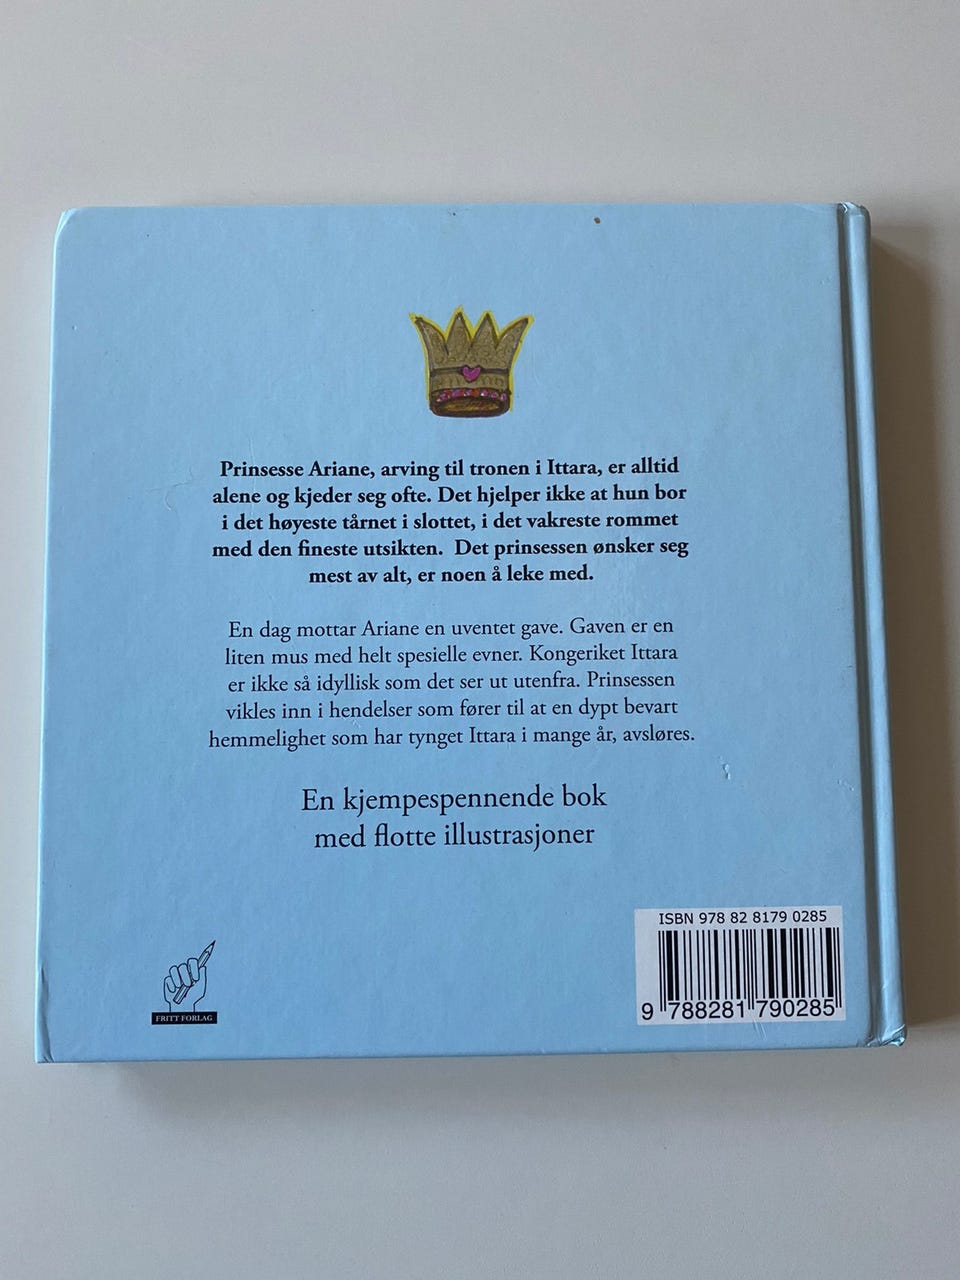 Prinsesse Ariane, arving til tronen i Ittara, er alltid
alene og kjeder seg ofte. Det hjelper ikke at hun bor
i det høyeste tårnet i slottet, i det vakreste rommet
med den fineste utsikten.  Det prinsessen ønsker seg
mest av alt, er noen å leke med.
En dag mottar Ariane en uventet gave. Gaven er en
liten mus med helt spesielle evner. Kongeriket Ittara
er ikke så idyllisk som det ser ut utenfra. Prinsessen
vikles inn i hendelser som fører til at en dypt bevart
hemmelighet som har tynget Ittara i mange år, avsløres.
En kjempespennende bok
med flotte illustrasjoner
FRITT FORLAG
ISBN 978 82 8179 0285
9 788281 790285